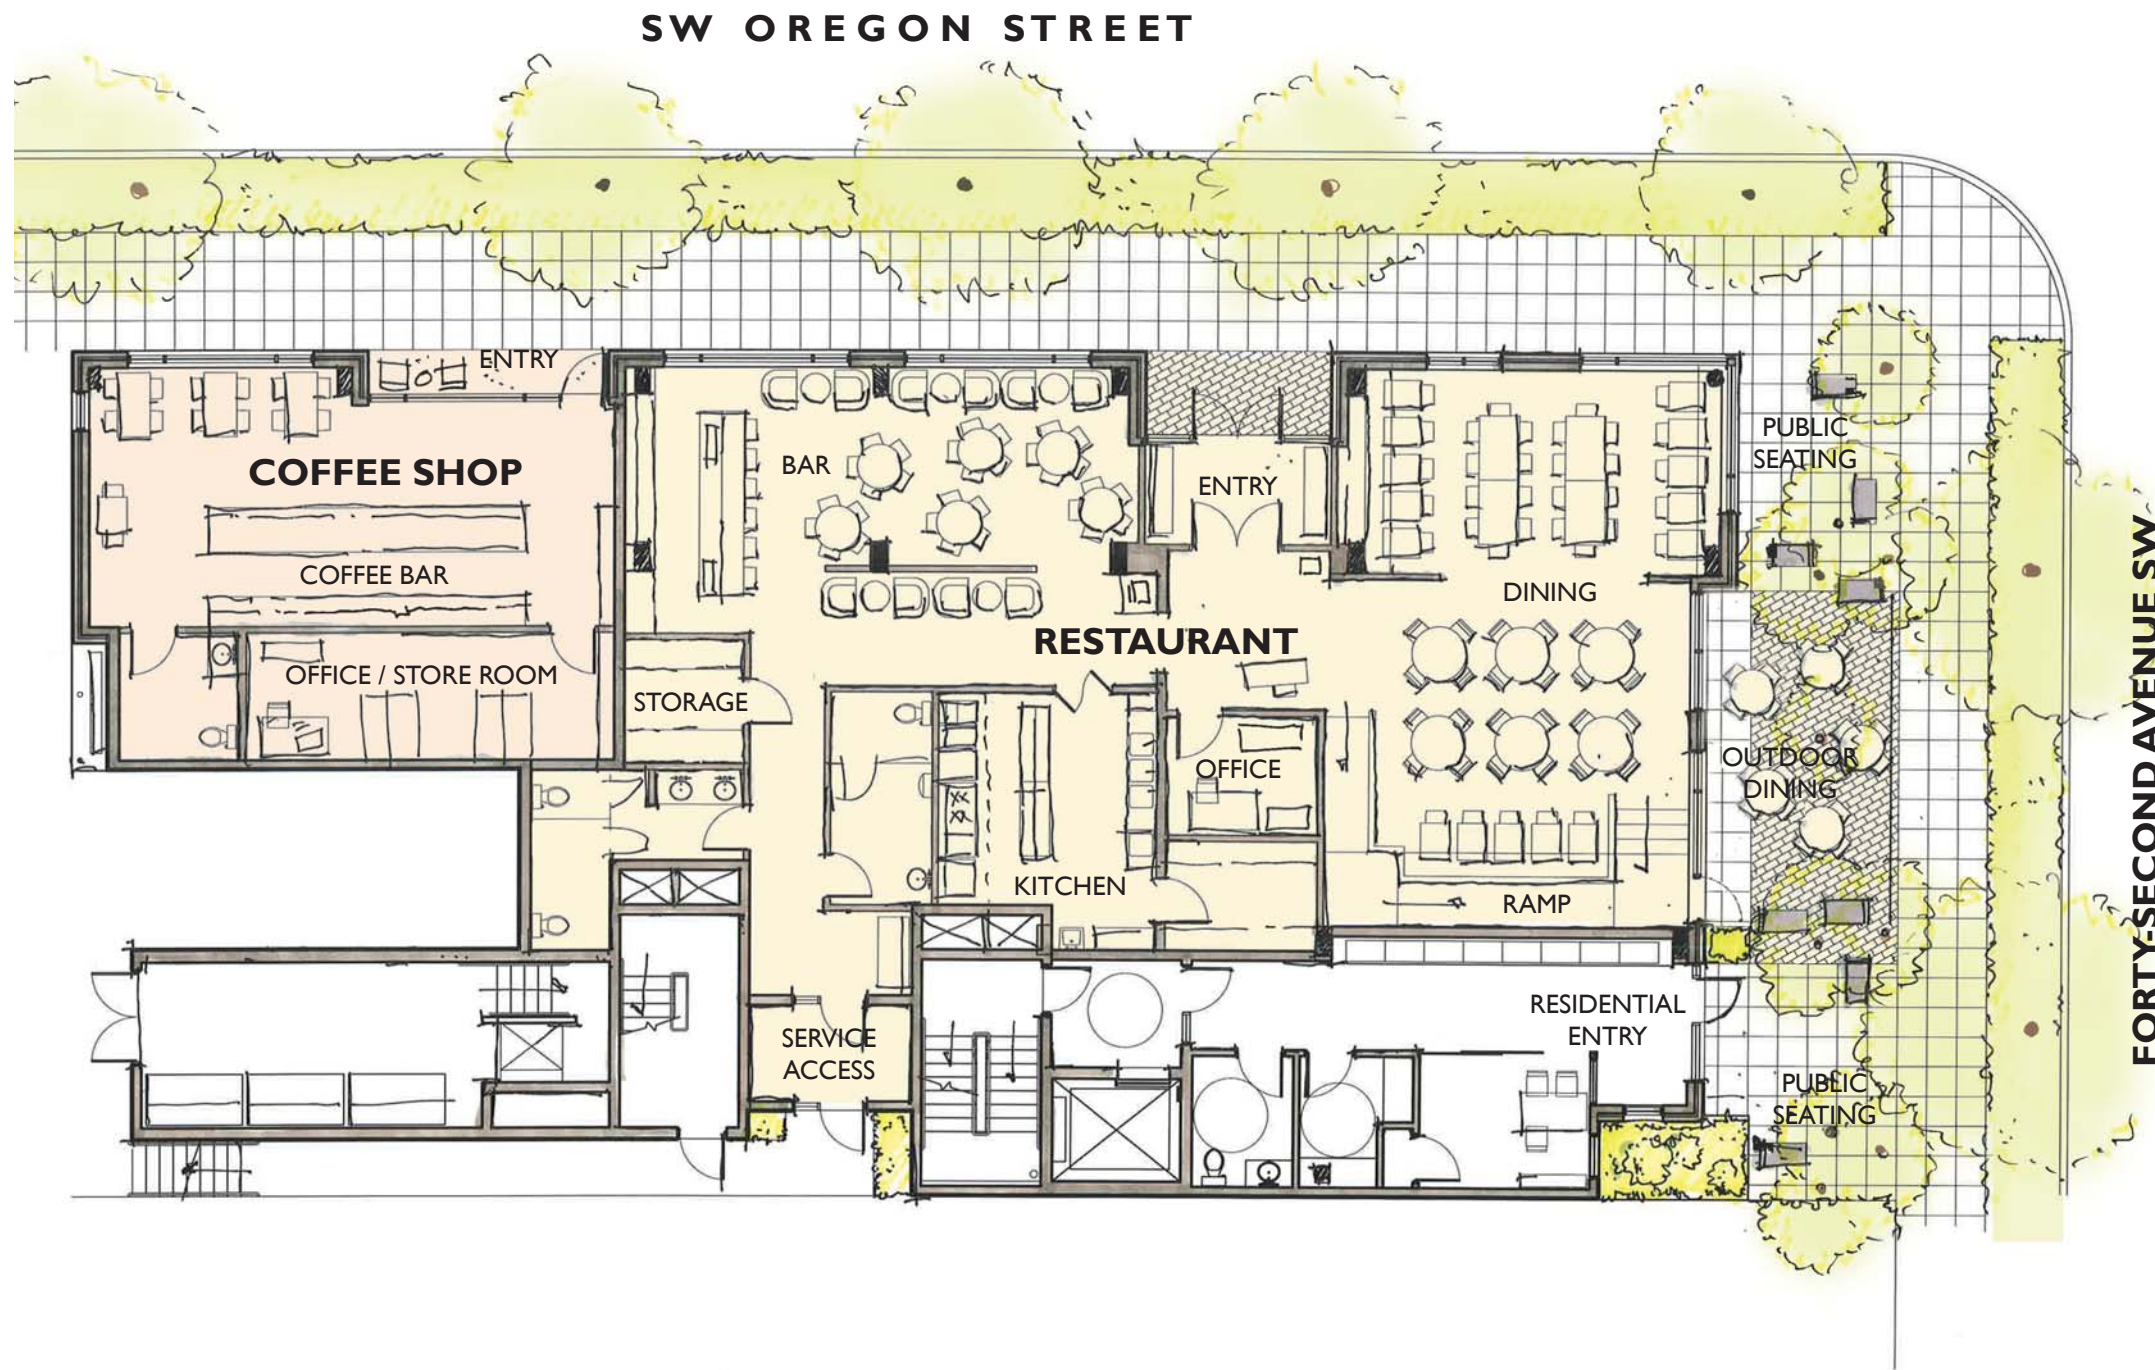 SW OREGON STREET
ENTRY
COFFEE SHOP
BAR
ENTRY
PUBLIC
SEATING
COFFEE BAR
DINING
RESTAURANT
OFFICE / STORE ROOM
STORAGE
OFFICE
OUTDOOR
DINING
KITCHEN
RAMP
RESIDENTIAL
ENTRY
SERVICE
ACCESS
PUBLIC
SEATING
FORTY-SECOND AVENUE SW